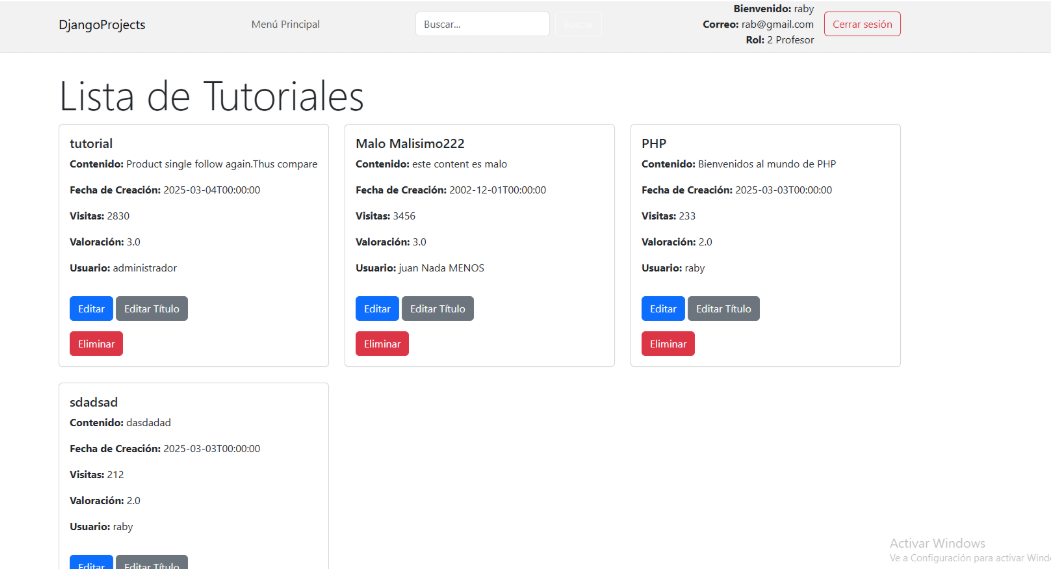 DjangoProjects
Menú Principal
Buscar...
Bienvenido: raby
Correo: rab@gmail.com
Rol: 2 Profesor
Cerrar sesión
Lista de Tutoriales
tutorial
Contenido: Product single follow again.Thus compare
Fecha de Creación: 2025-03-04T00:00:00
Visitas: 2830
Valoración: 3.0
Usuario: administrador
Editar Editar Título
Eliminar
Malo Malisimo222
Contenido: este content es malo
Fecha de Creación: 2002-12-01T00:00:00
Visitas: 3456
Valoración: 3.0
Usuario: juan Nada MENOS
Editar Editar Título
Eliminar
PHP
Contenido: Bienvenidos al mundo de PHP
Fecha de Creación: 2025-03-03T00:00:00
Visitas: 233
Valoración: 2.0
Usuario: raby
Editar Editar Título
Eliminar
sdadsad
Contenido: dasdadad
Fecha de Creación: 2025-03-03T00:00:00
Visitas: 212
Valoración: 2.0
Usuario: raby
Editar Editar Título
Activar Windows
Ve a Configuración para activar Wind